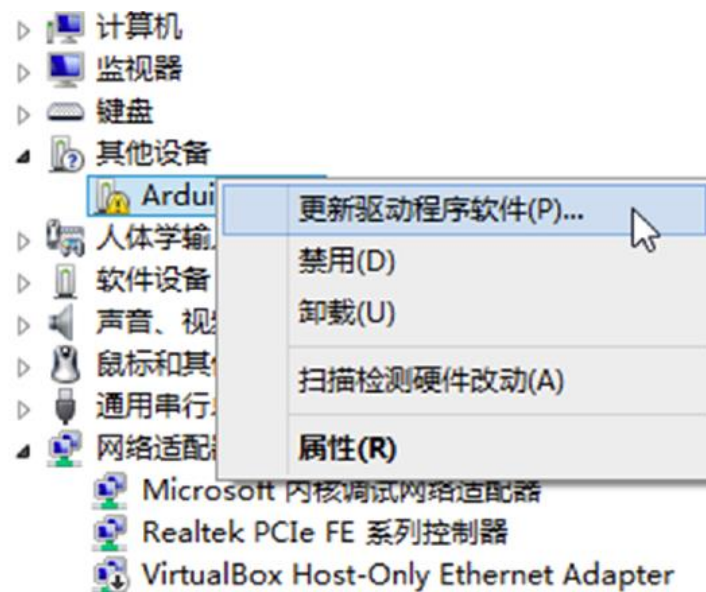 计算机
监视器
键盘
其他设备
Ardui
更新驱动程序软件(P)...
人体学输
禁用(D)
软件设备
卸载(U)
声音、视
鼠标和其
扫描检测硬件改动(A)
通用串行
网络适配
属性(R)
Microsoft 内核调试网络适配器
Realtek PCIe FE 系列控制器
VirtualBox Host-Only Ethernet Adapter